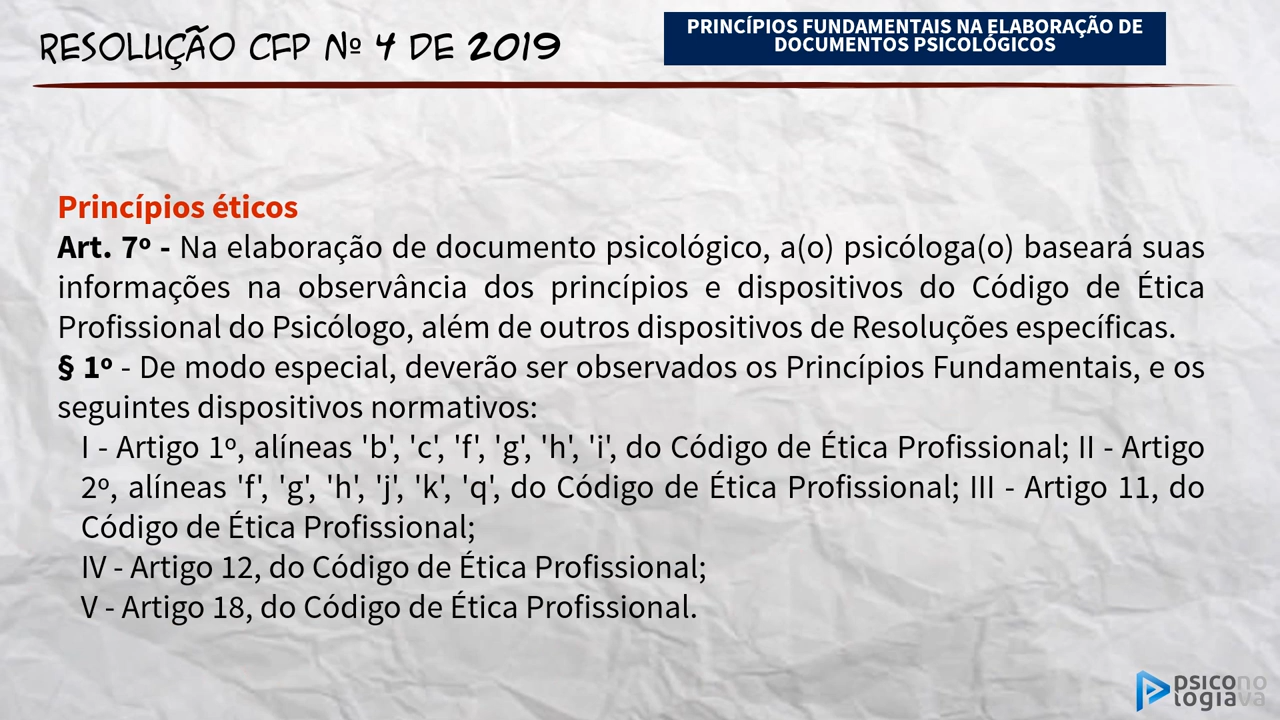 RESOLUÇÃO CFP Nº 4 DE 2019
PRINCÍPIOS FUNDAMENTAIS NA ELABORAÇÃO DE
DOCUMENTOS PSICOLÓGICOS
Princípios éticos
Art. 7º - Na elaboração de documento psicológico, a(o) psicóloga(o) baseará suas
informações na observância dos princípios e dispositivos do Código de Ética
Profissional do Psicólogo, além de outros dispositivos de Resoluções específicas.
§ 1º - De modo especial, deverão ser observados os Princípios Fundamentais, e os
seguintes dispositivos normativos:
I - Artigo 1º, alíneas 'b', 'c', 'f', 'g', 'h', 'i', do Código de Ética Profissional; II - Artigo
2º, alíneas 'f', 'g', 'h', 'j', 'k', 'q', do Código de Ética Profissional; III - Artigo 11, do
Código de Ética Profissional;
IV - Artigo 12, do Código de Ética Profissional;
V - Artigo 18, do Código de Ética Profissional.
psicono
logiava